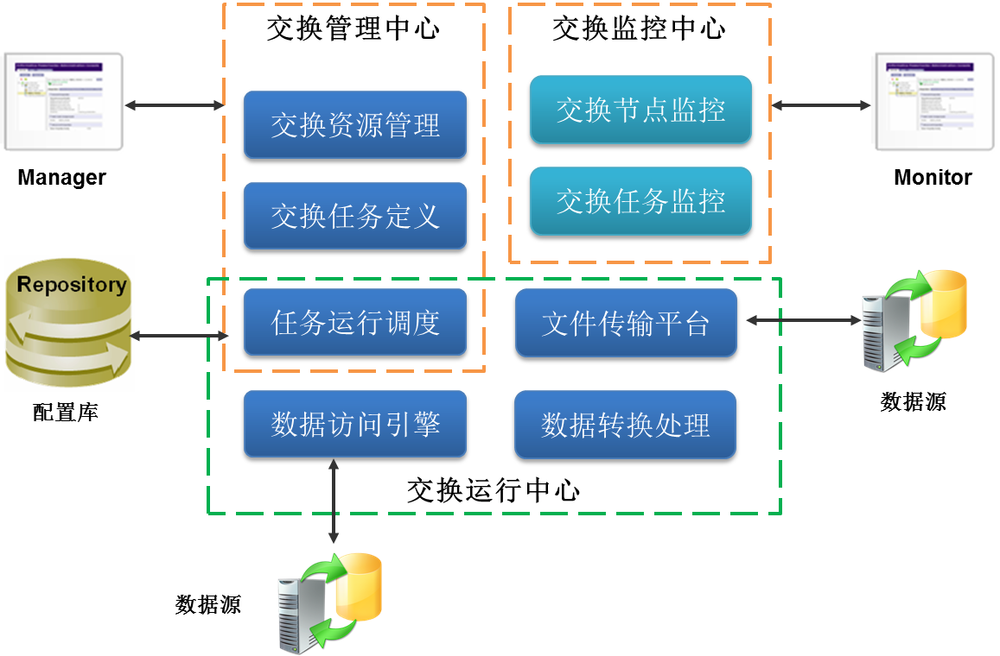 交换管理中心
交换监控中心
交换资源管理
交换节点监控
Manager
Monitor
交换任务定义
交换任务监控
Repository
任务运行调度
文件传输平台
配置库
数据源
数据访问引擎
数据转换处理
交换运行中心
数据源